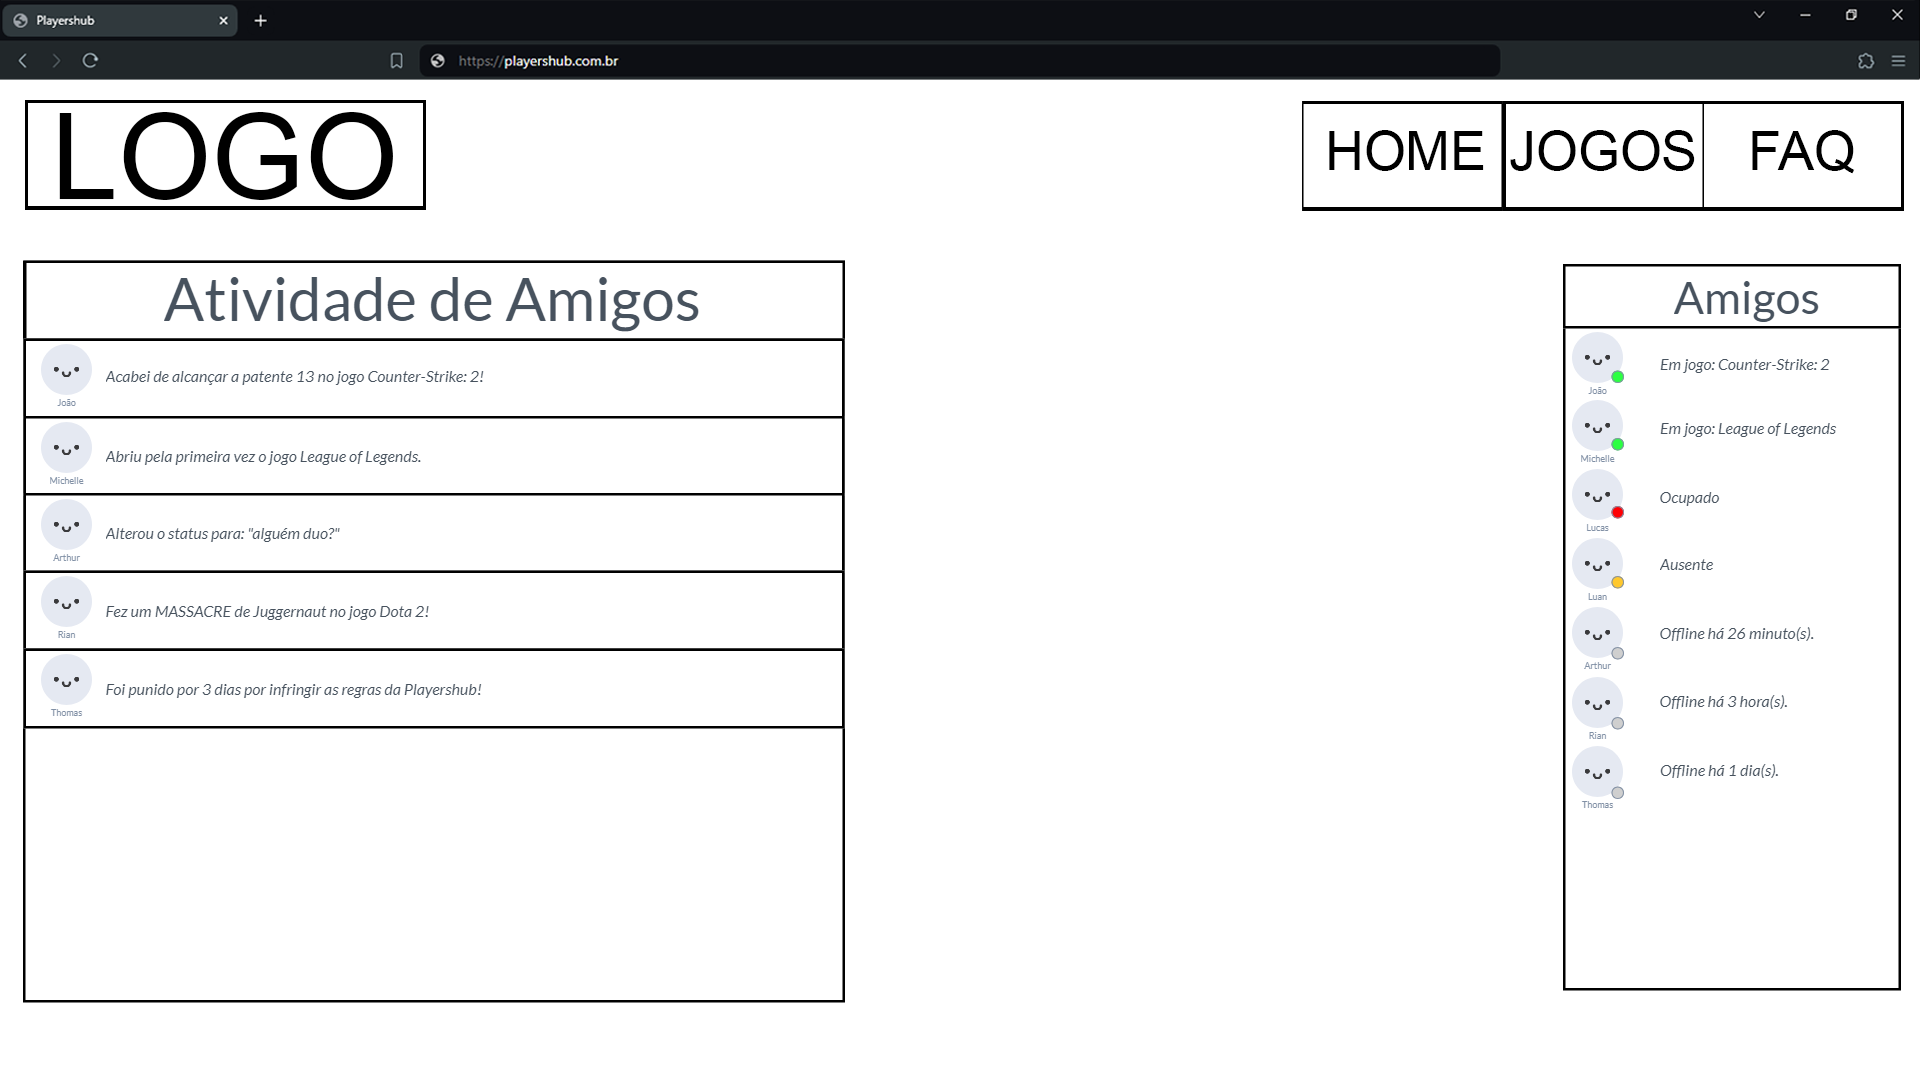 Playershub
https://playershub.com.br
LOGO
HOME
JOGOS
FAQ
Atividade de Amigos
Acabei de alcançar a patente 13 no jogo Counter-Strike: 2!
João
Abriu pela primeira vez o jogo League of Legends.
Michelle
Alterou o status para: "alguém duo?"
Arthur
Fez um MASSACRE de Juggernaut no jogo Dota 2!
Rian
Foi punido por 3 dias por infringir as regras da Playershub!
Thomas
Amigos
Em jogo: Counter-Strike: 2
João
Em jogo: League of Legends
Michelle
Ocupado
Lucas
Ausente
Luan
Offline há 26 minuto(s).
Arthur
Offline há 3 hora(s).
Rian
Offline há 1 dia(s).
Thomas